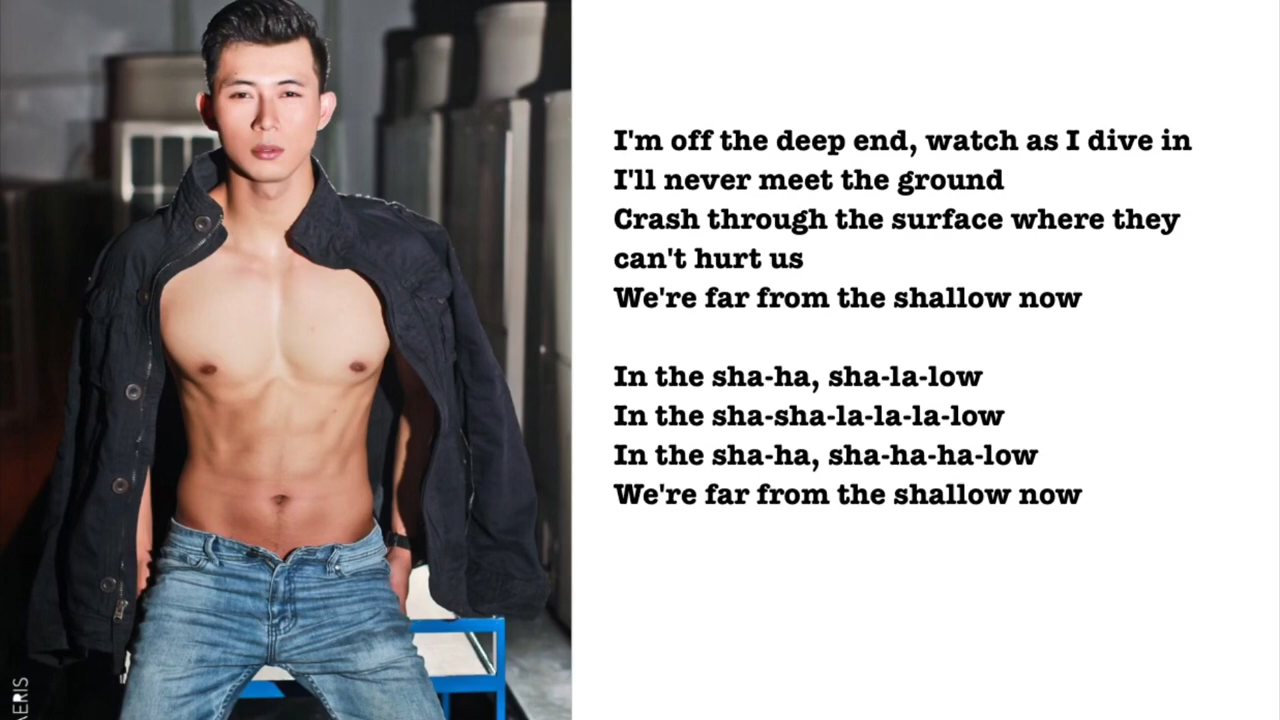 I'm off the deep end, watch as I dive in
I'll never meet the ground
Crash through the surface where they
can't hurt us
We're far from the shallow now
In the sha-ha, sha-la-low
In the sha-sha-la-la-la-low
In the sha-ha, sha-ha-ha-low
We're far from the shallow now
AERIS